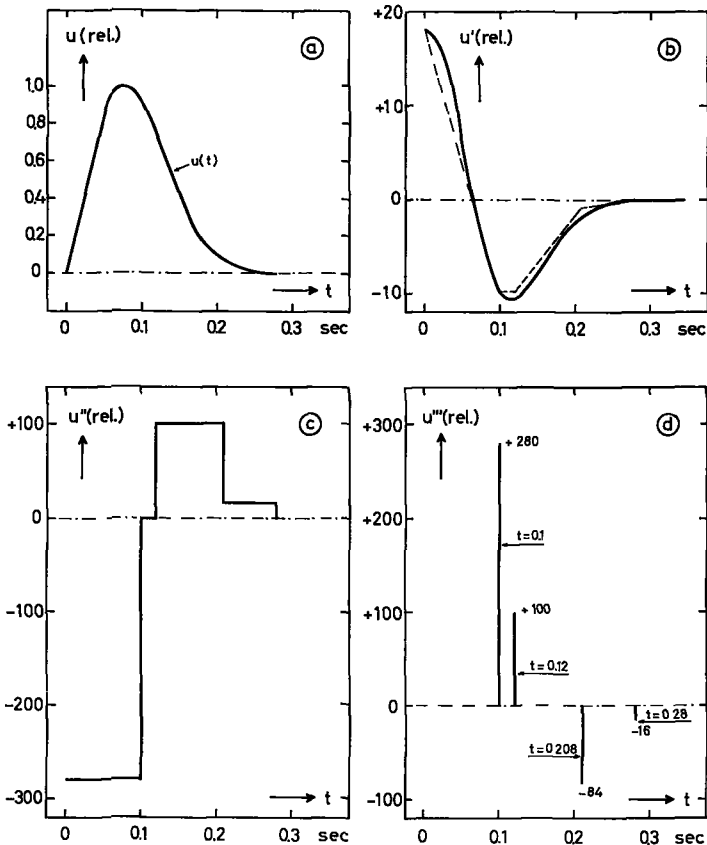 u (rel.)
a
1.0
0.8
0.6
0.4
0.2
0
u(t)
t
0
0.1
0.2
0.3
sec
+20
u'(rel.)
b
+10
0
-10
t
0
0.1
0.2
0.3
sec
+100
u''(rel.)
c
0
-100
-200
-300
t
0
0.1
0.2
0.3
sec
+300
u'''(rel.)
d
+ 280
+200
t=0.1
+100
+ 100
t=0.12
0
t=0.28
-16
t=0.208
-84
-100
t
0
0.1
0.2
0.3
sec